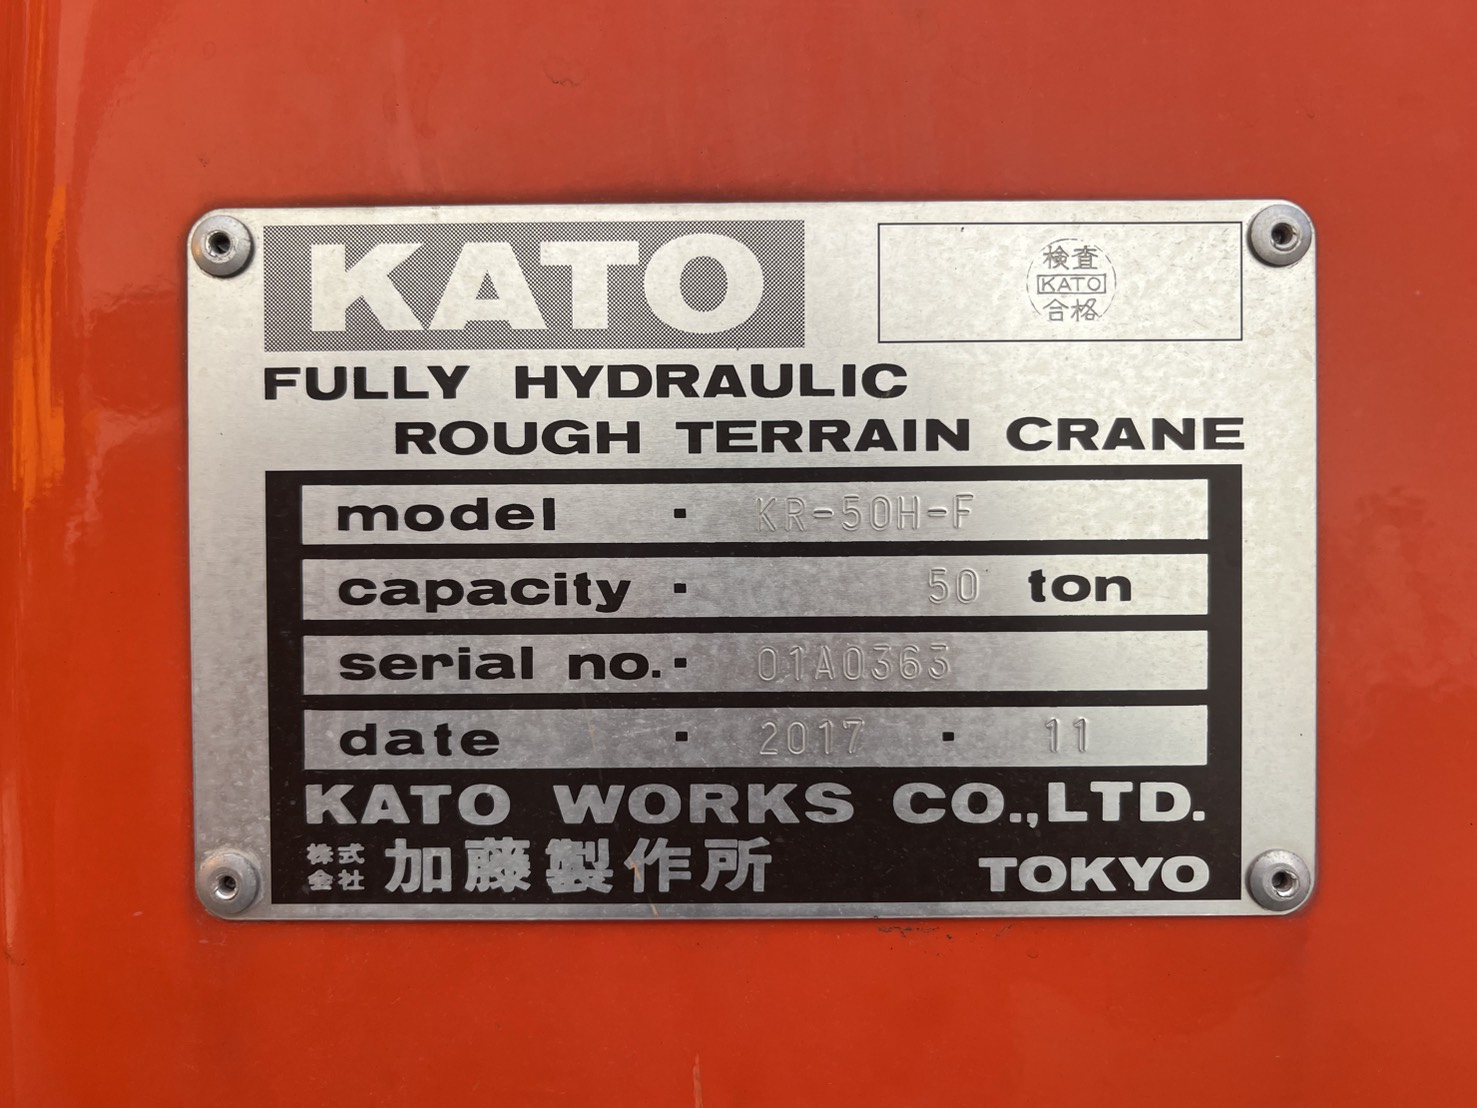 KATO
検査
KATO
合格
FULLY HYDRAULIC
ROUGH TERRAIN CRANE
model ・ KR-50H-F
capacity ・ 50 ton
serial no.・ 01A0363
date ・ 2017 ・ 11
KATO WORKS CO.,LTD.
株式会社 加藤製作所 TOKYO